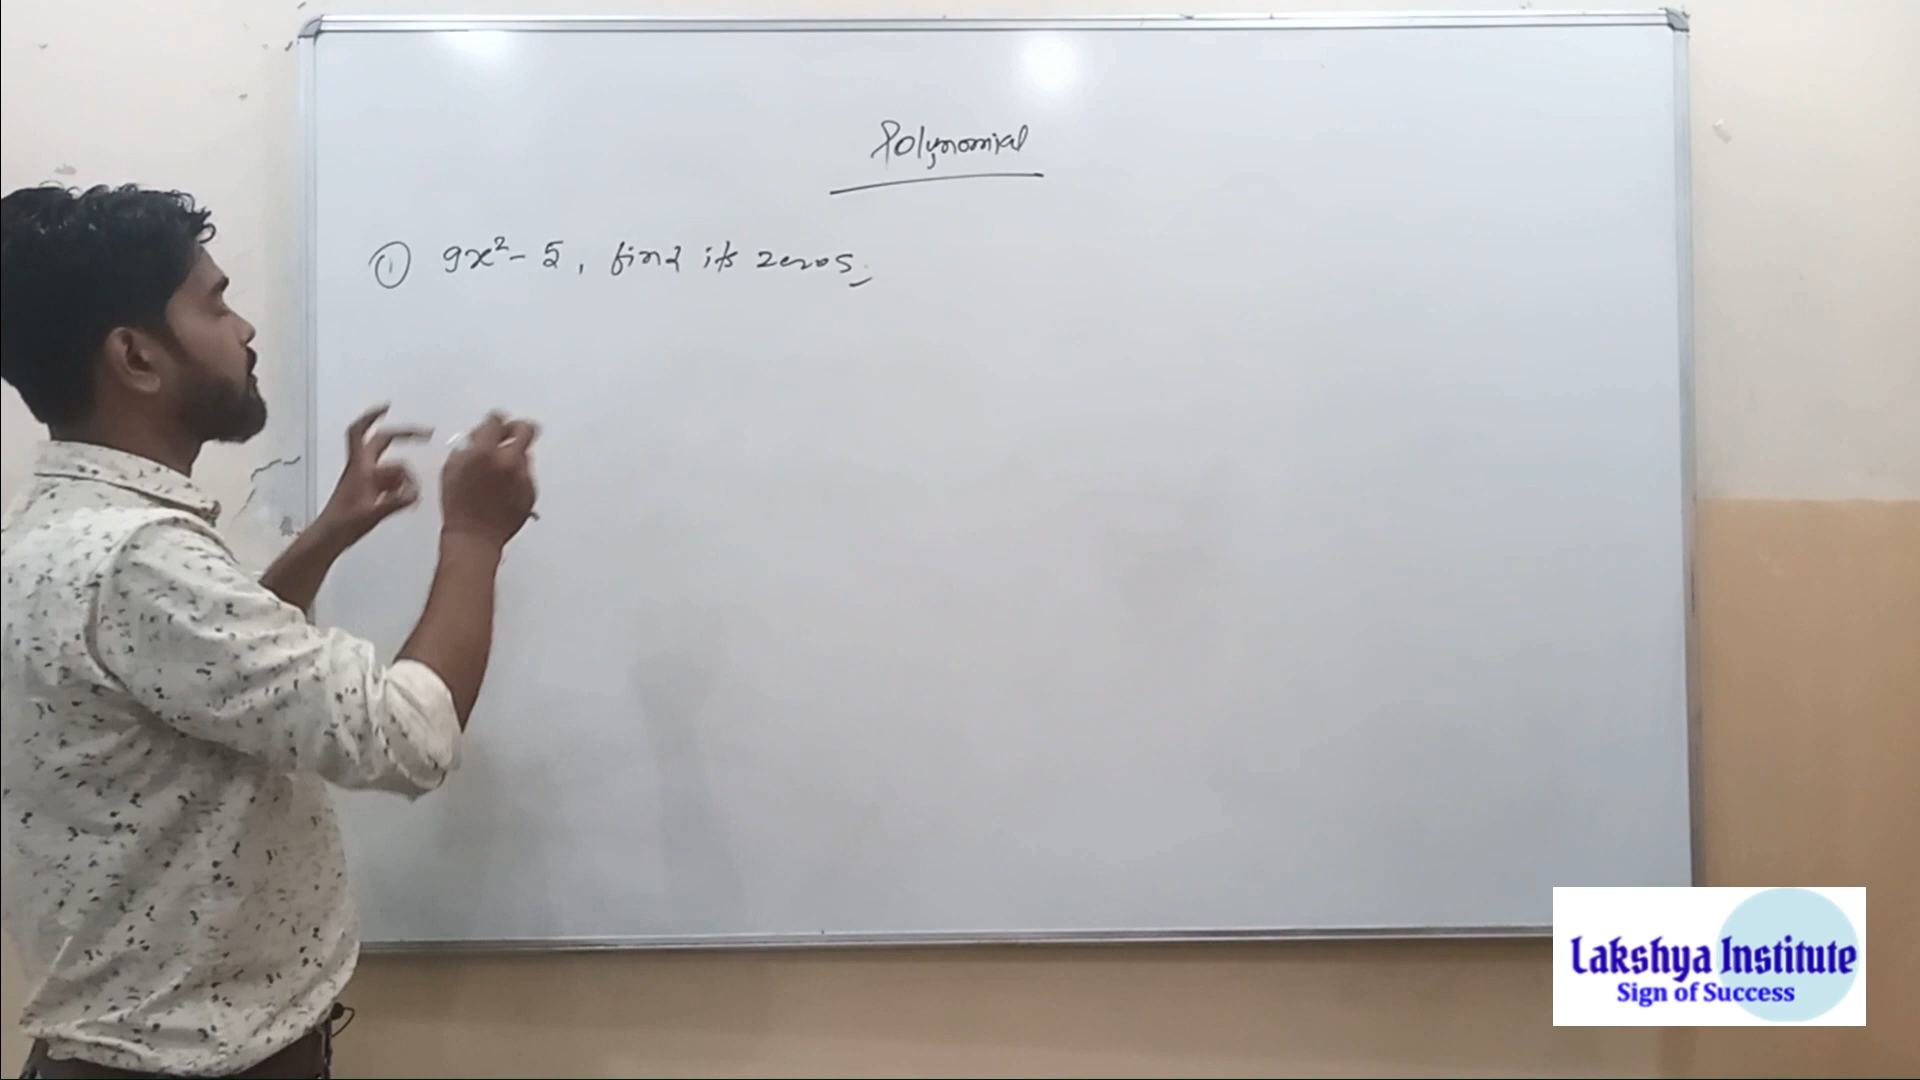 Polynomial
① 9x² - 5, find its zeros.
Lakshya Institute
Sign of Success